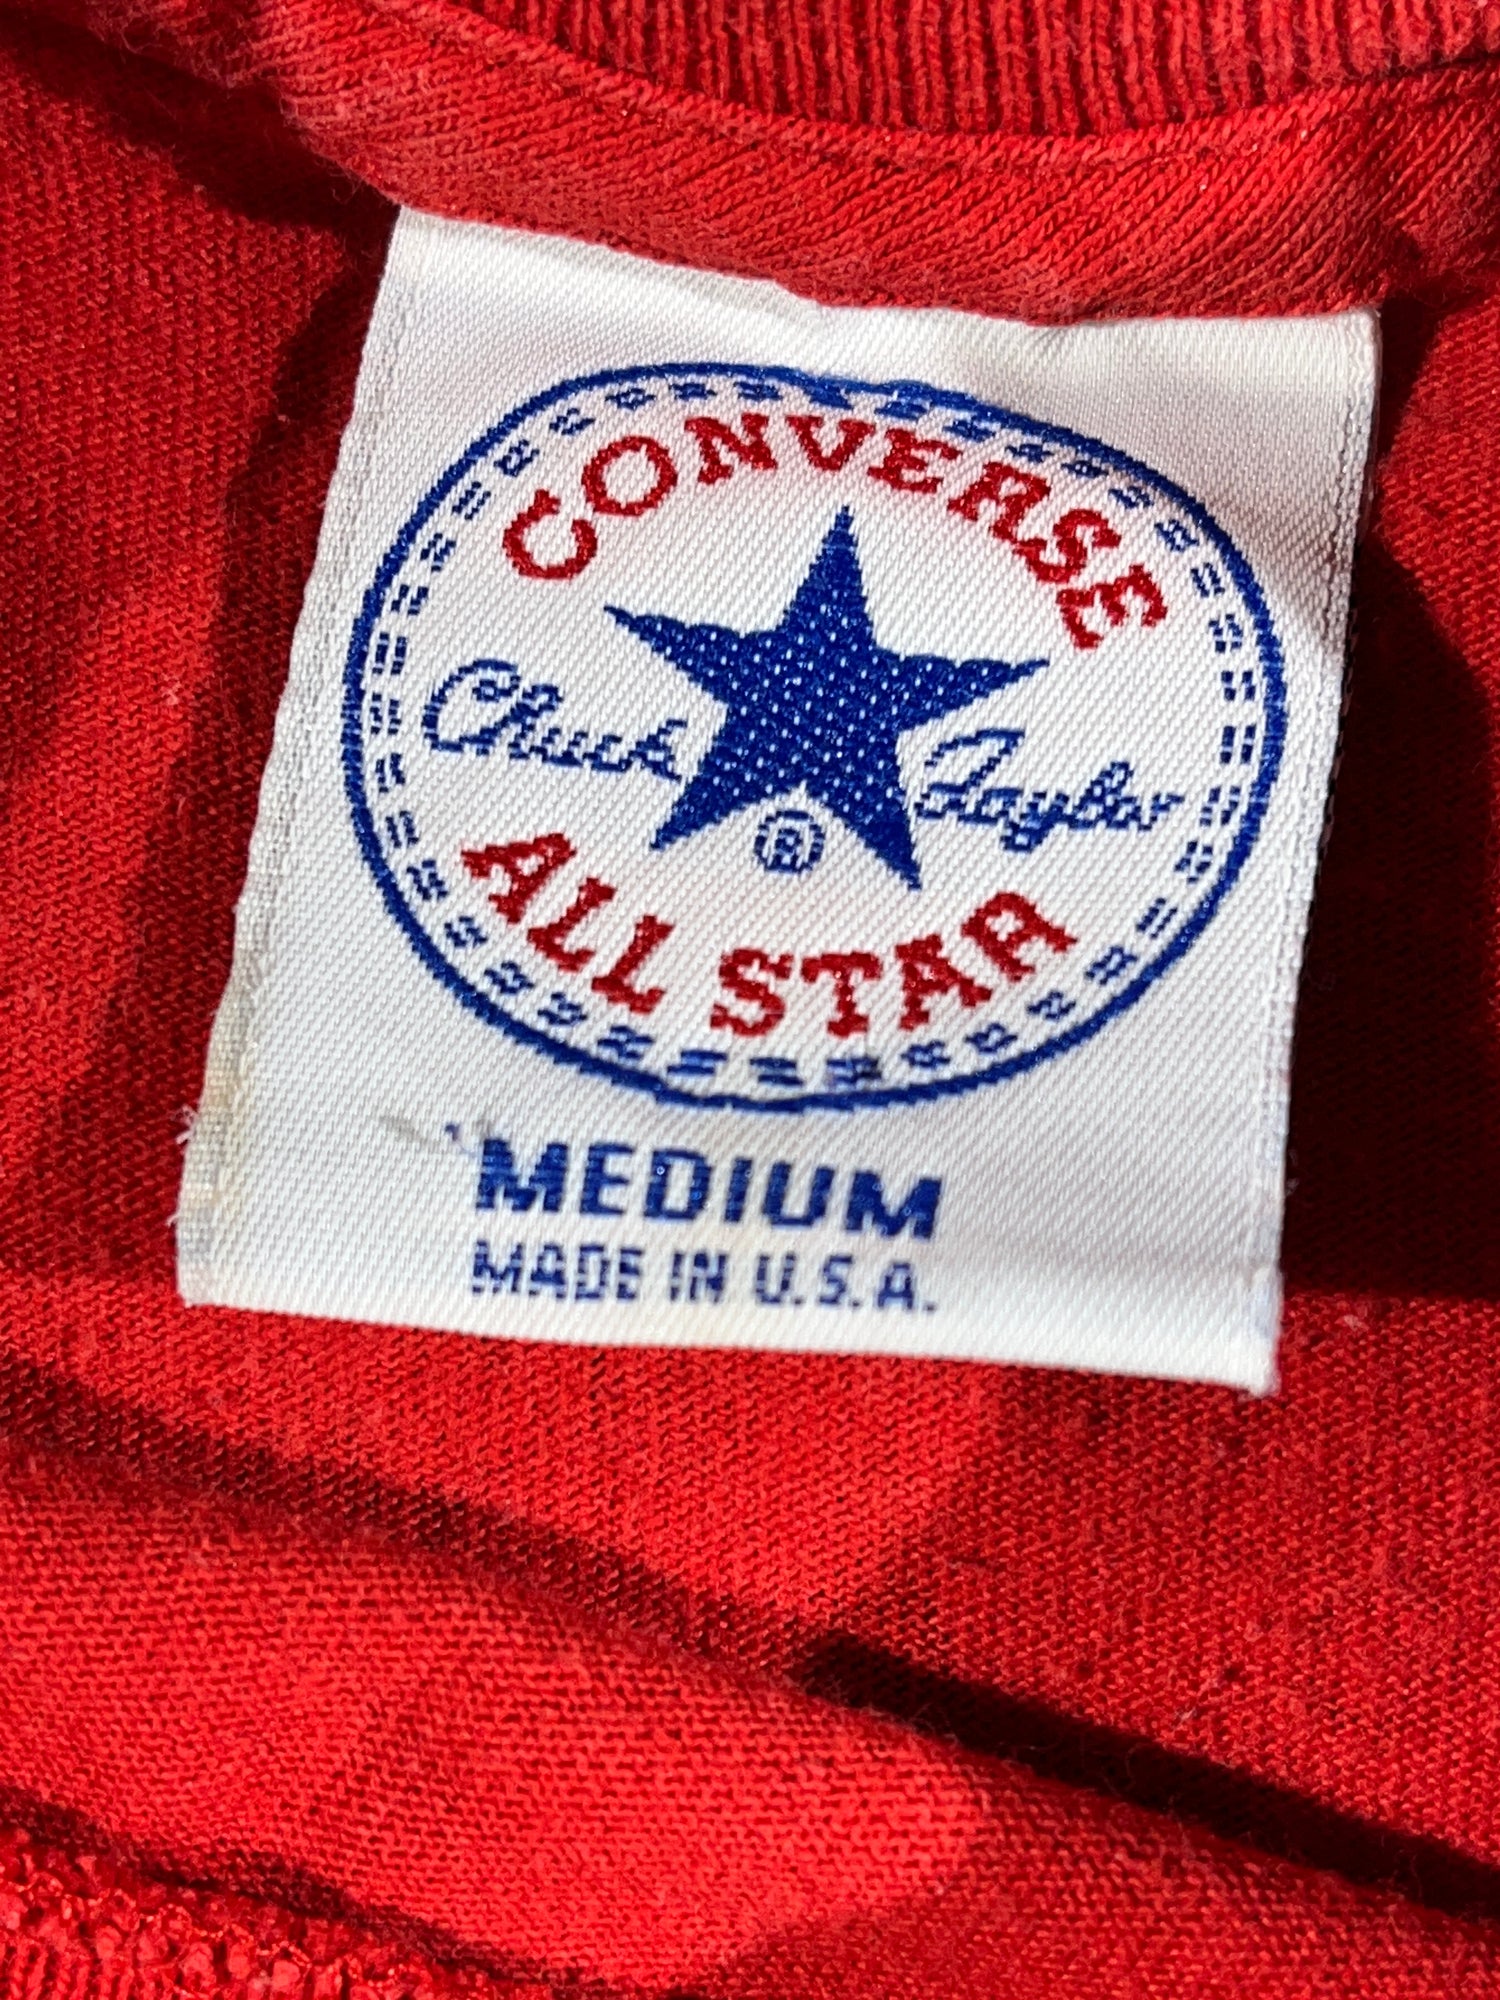 CONVERSE
Chuck Taylor
®
ALL STAR
MEDIUM
MADE IN U.S.A.